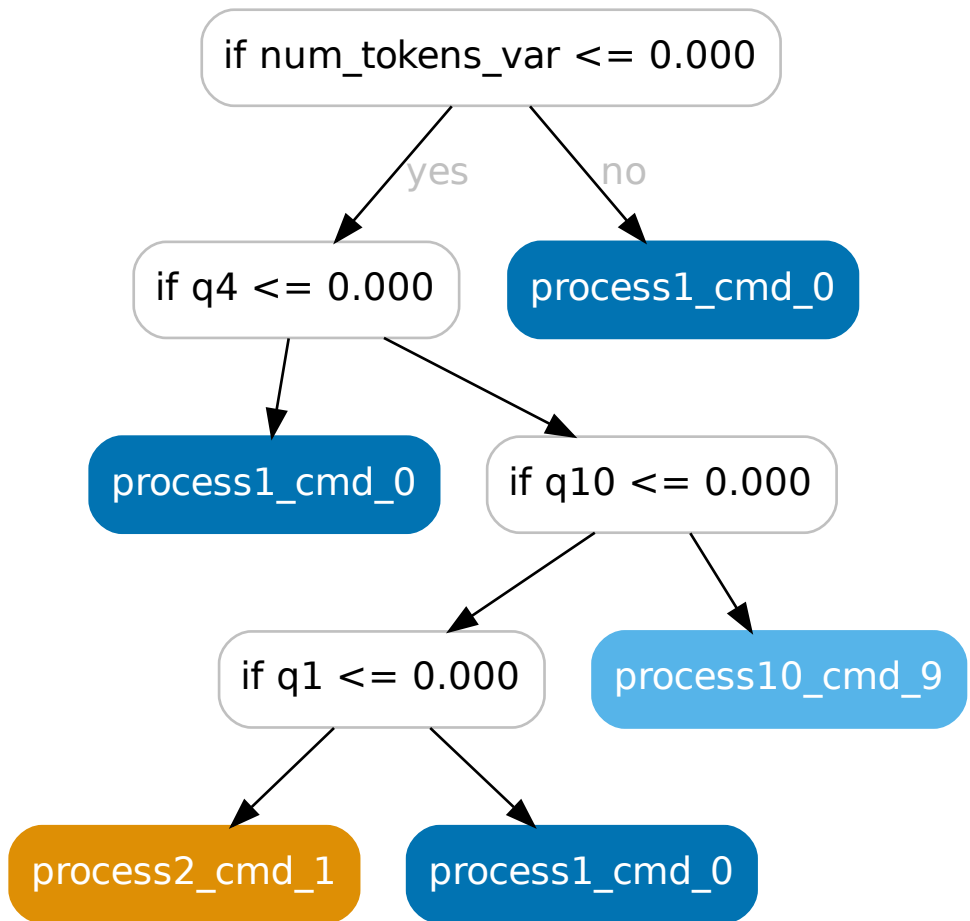 if num_tokens_var <= 0.000
yes
no
if q4 <= 0.000
process1_cmd_0
process1_cmd_0
if q10 <= 0.000
if q1 <= 0.000
process10_cmd_9
process2_cmd_1
process1_cmd_0